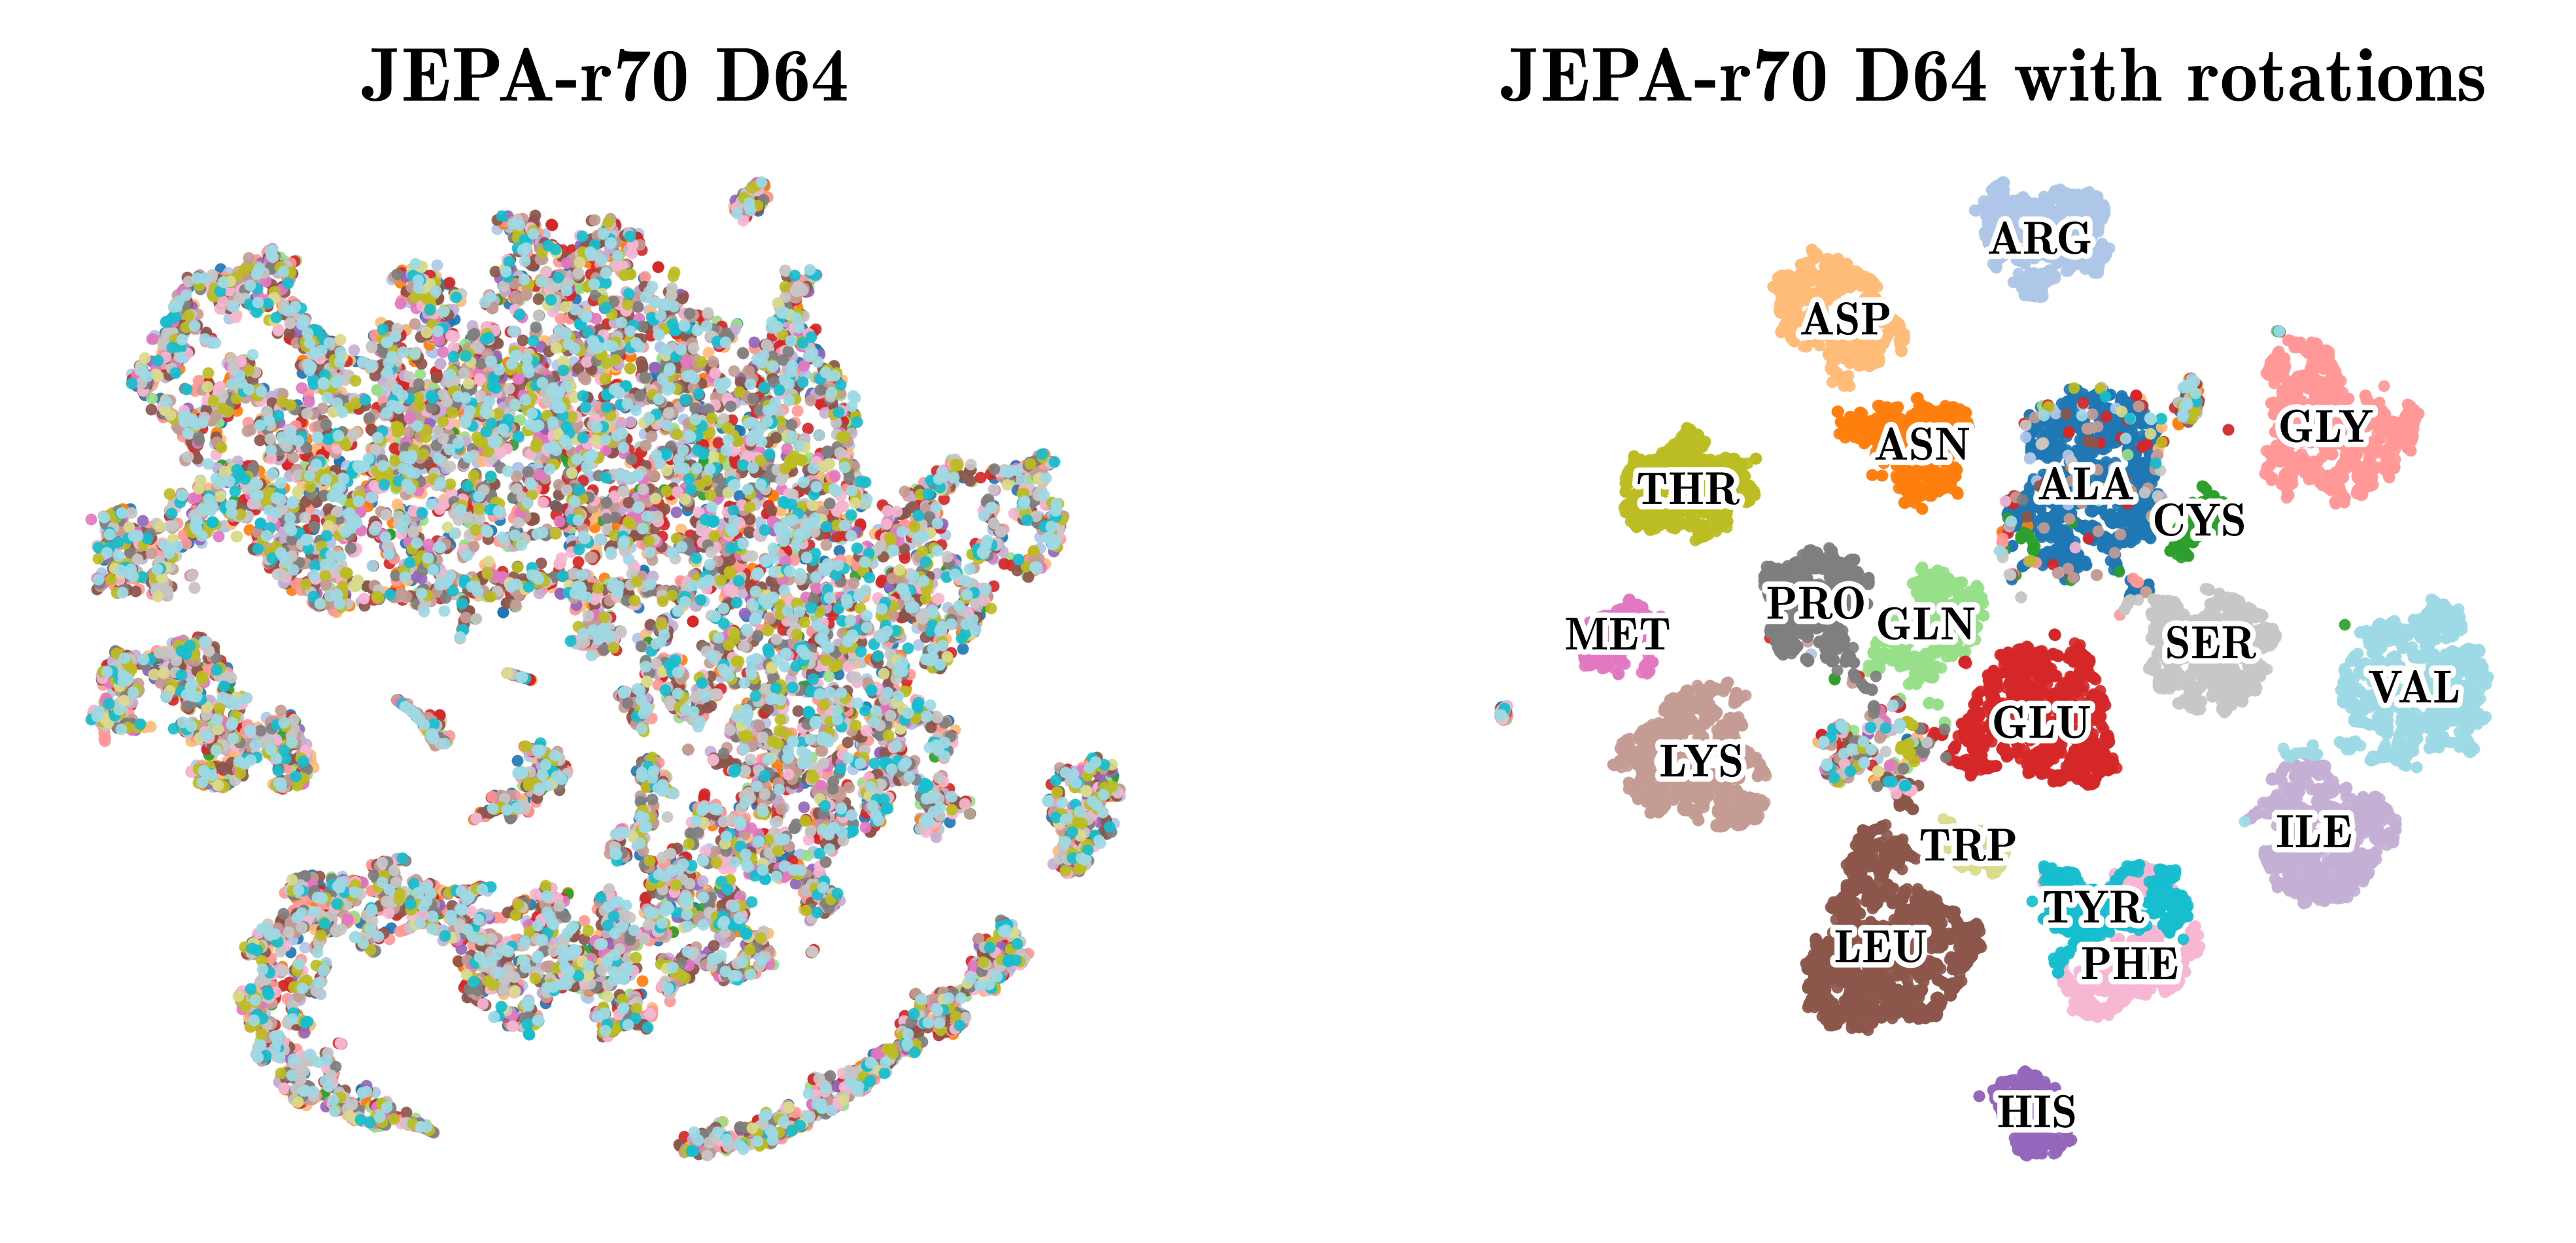 JEPA-r70 D64
JEPA-r70 D64 with rotations
ARG
ASP
GLY
ASN
ALA
THR
CYS
PRO
GLN
MET
SER
VAL
GLU
LYS
ILE
TRP
TYR
LEU
PHE
HIS